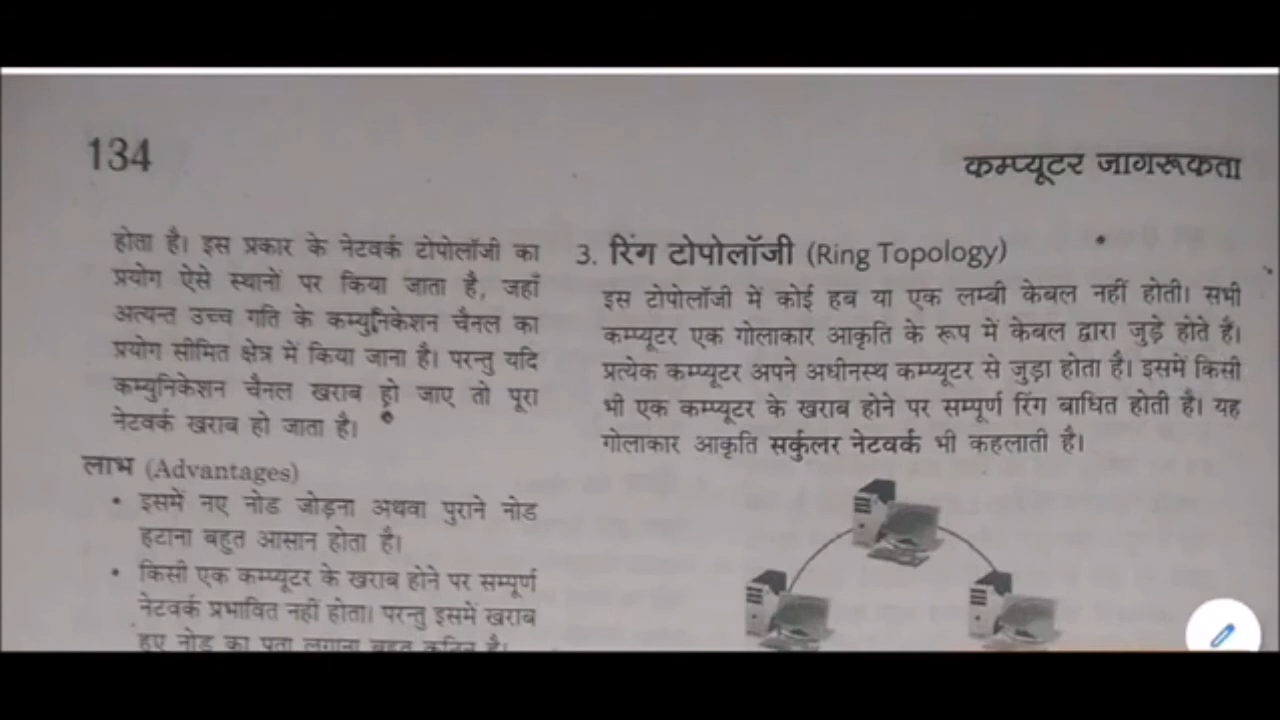 134
कम्प्यूटर जागरूकता
होता है। इस प्रकार के नेटवर्क टोपोलॉजी का
प्रयोग ऐसे स्थानों पर किया जाता है, जहाँ
अत्यन्त उच्च गति के कम्युनिकेशन चैनल का
प्रयोग सीमित क्षेत्र में किया जाना है। परन्तु यदि
कम्युनिकेशन चैनल खराब हो जाए तो पूरा
नेटवर्क खराब हो जाता है।
लाभ (Advantages)
• इसमें नए नोड जोड़ना अथवा पुराने नोड
हटाना बहुत आसान होता है।
• किसी एक कम्प्यूटर के खराब होने पर सम्पूर्ण
नेटवर्क प्रभावित नहीं होता। परन्तु इसमें खराब
हुए नोड का पता लगाना बहुत कठिन है।
3. रिंग टोपोलॉजी (Ring Topology)
इस टोपोलॉजी में कोई हब या एक लम्बी केबल नहीं होती। सभी
कम्प्यूटर एक गोलाकार आकृति के रूप में केबल द्वारा जुड़े होते है।
प्रत्येक कम्प्यूटर अपने अधीनस्थ कम्प्यूटर से जुड़ा होता है। इसमें किसी
भी एक कम्प्यूटर के खराब होने पर सम्पूर्ण रिंग बाधित होती है। यह
गोलाकार आकृति सर्कुलर नेटवर्क भी कहलाती है।